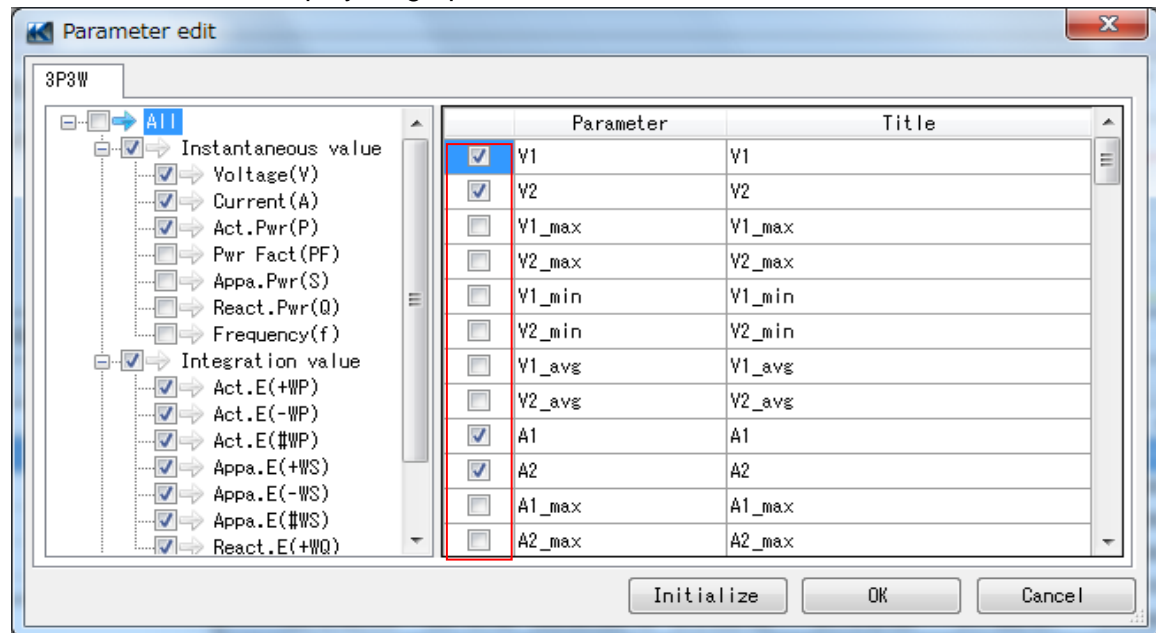 Parameter edit
3P3W
All
Instantaneous value
Voltage(V)
Current(A)
Act.Pwr(P)
Pwr Fact(PF)
Appa.Pwr(S)
React.Pwr(Q)
Frequency(f)
Integration value
Act.E(+WP)
Act.E(-WP)
Act.E(#WP)
Appa.E(+WS)
Appa.E(-WS)
Appa.E(#WS)
React.E(+WQ)
Parameter Title
V1 V1
V2 V2
V1_max V1_max
V2_max V2_max
V1_min V1_min
V2_min V2_min
V1_avg V1_avg
V2_avg V2_avg
A1 A1
A2 A2
A1_max A1_max
A2_max A2_max
Initialize OK Cancel